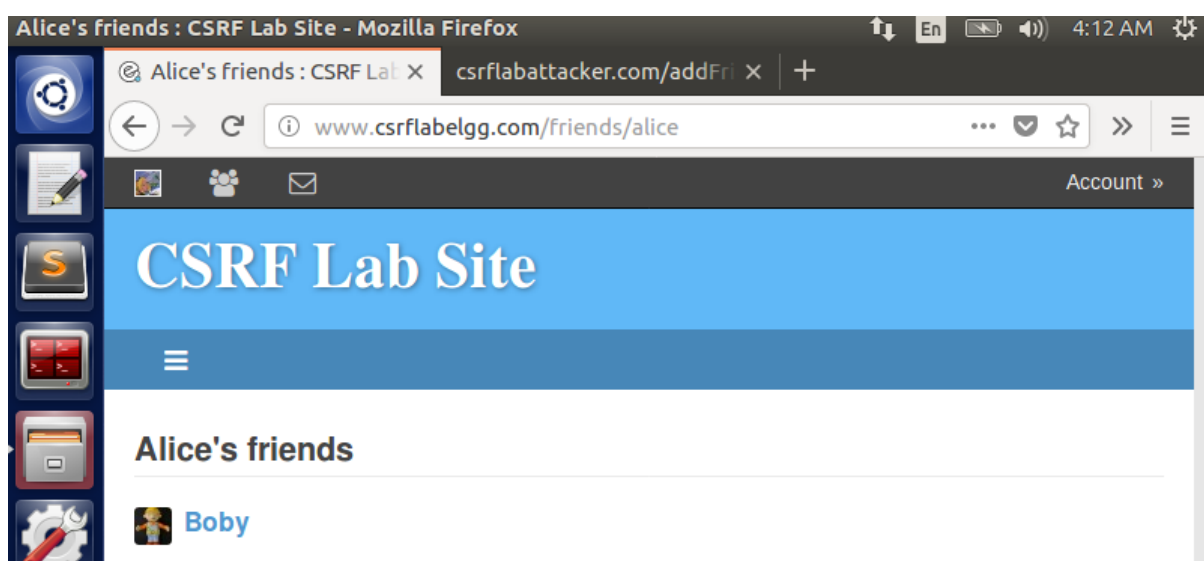 Alice's friends : CSRF Lab Site - Mozilla Firefox En 4:12 AM
Alice's friends : CSRF Lab csrflabattacker.com/addFri
www.csrflabelgg.com/friends/alice
Account »
CSRF Lab Site
Alice's friends
Boby